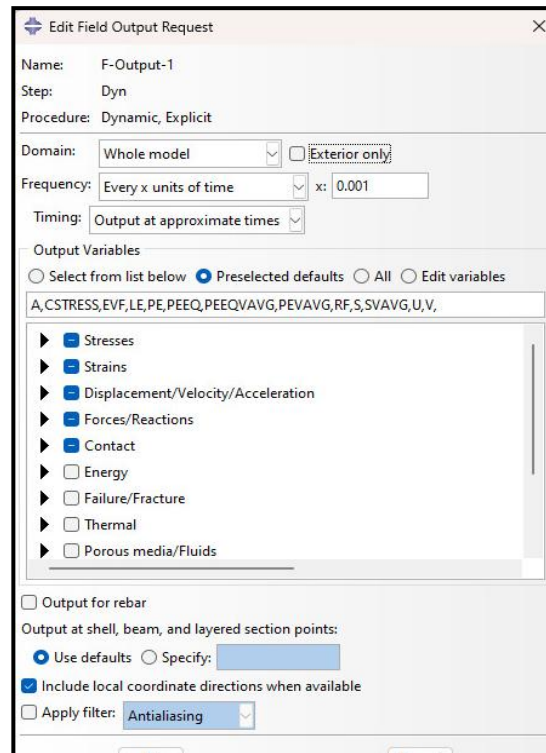 Edit Field Output Request
Name: F-Output-1
Step: Dyn
Procedure: Dynamic, Explicit
Domain: Whole model Exterior only
Frequency: Every x units of time x: 0.001
Timing: Output at approximate times
Output Variables
Select from list below Preselected defaults All Edit variables
A,CSTRESS,EVF,LE,PE,PEEQ,PEEQVAVG,PEVAVG,RF,S,SVAVG,U,V,
Stresses
Strains
Displacement/Velocity/Acceleration
Forces/Reactions
Contact
Energy
Failure/Fracture
Thermal
Porous media/Fluids
Output for rebar
Output at shell, beam, and layered section points:
Use defaults Specify:
Include local coordinate directions when available
Apply filter: Antialiasing